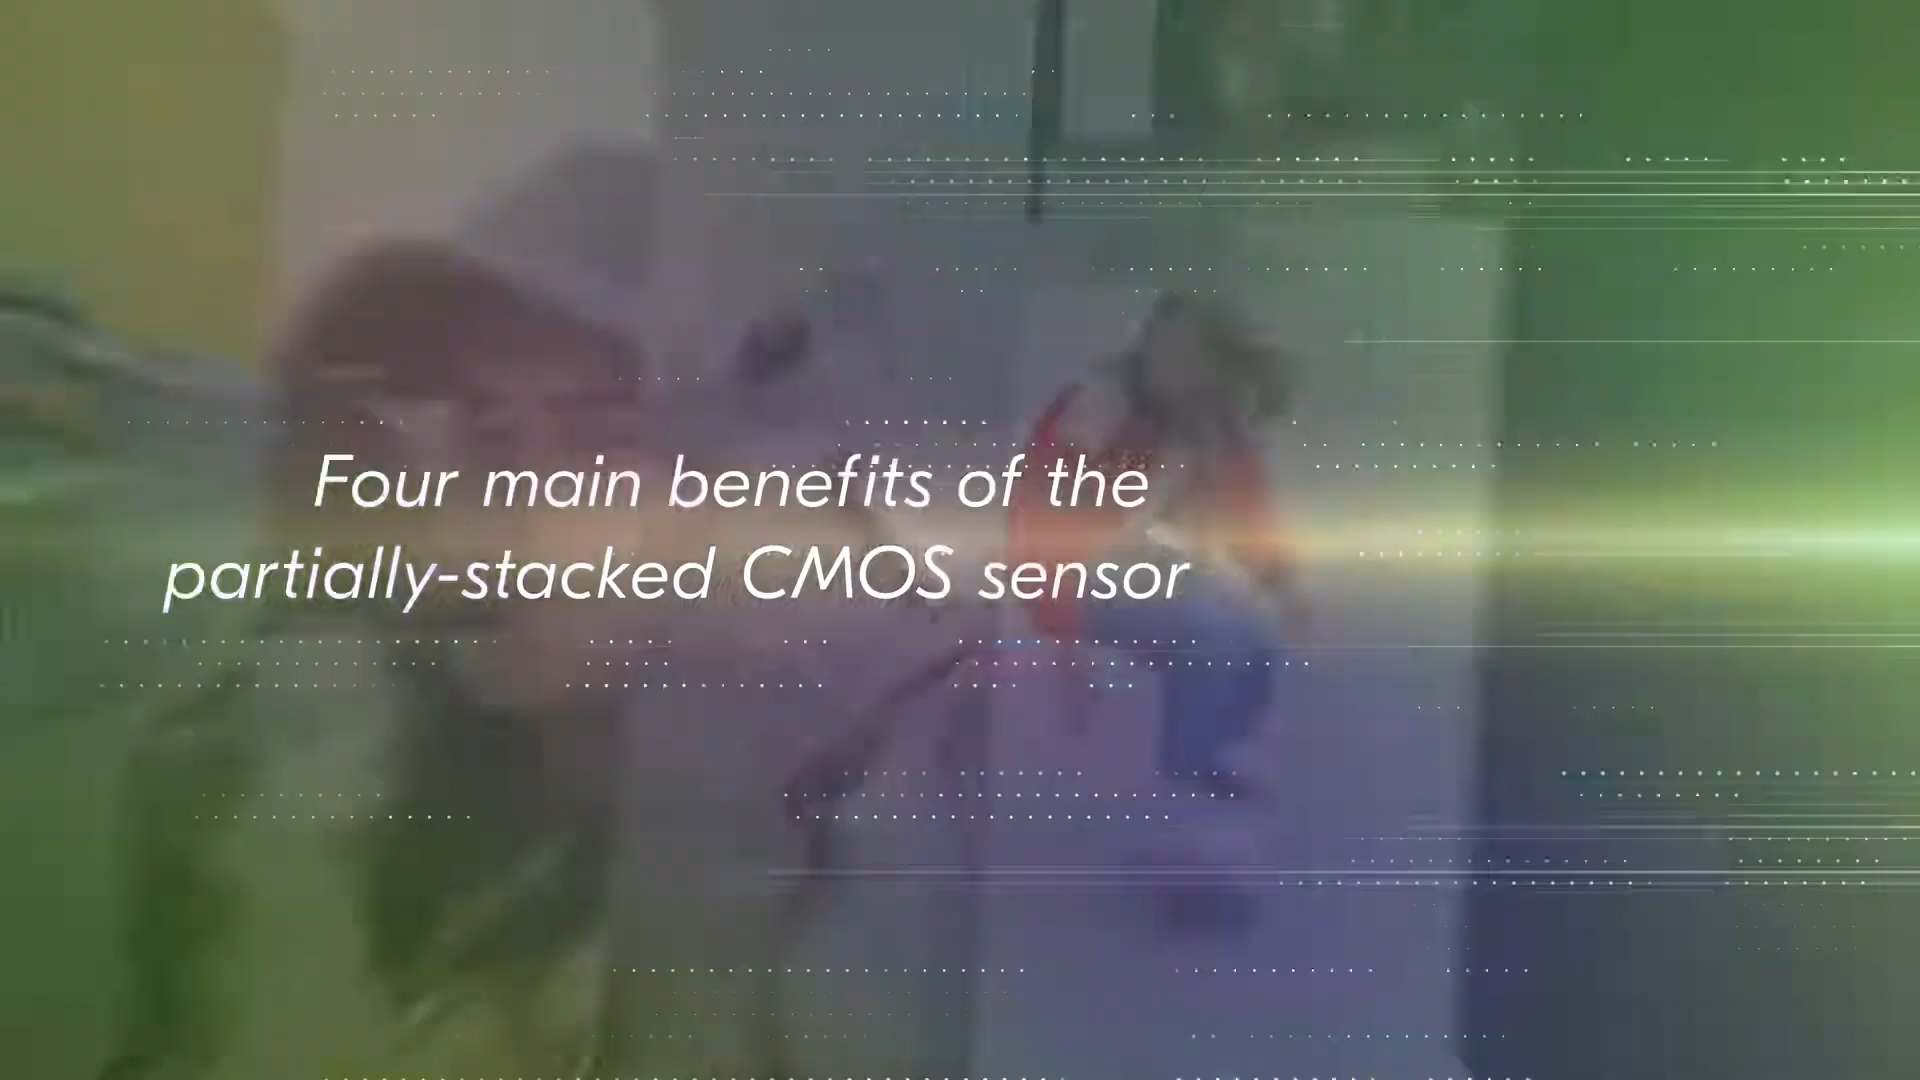 Four main benefits of the
partially-stacked CMOS sensor